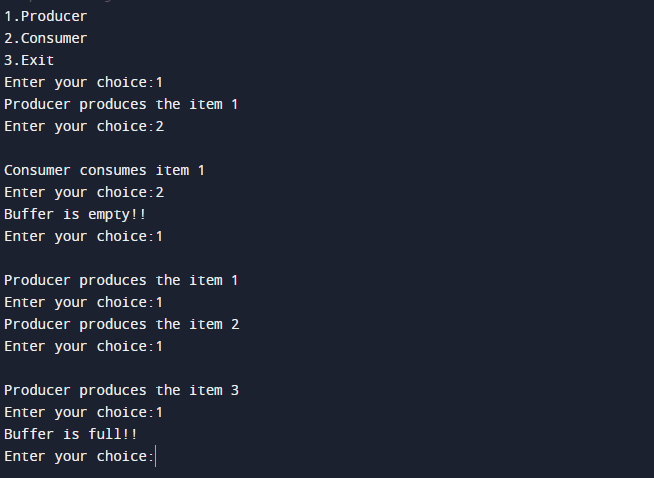 1.Producer
2.Consumer
3.Exit
Enter your choice:1
Producer produces the item 1
Enter your choice:2
Consumer consumes item 1
Enter your choice:2
Buffer is empty!!
Enter your choice:1
Producer produces the item 1
Enter your choice:1
Producer produces the item 2
Enter your choice:1
Producer produces the item 3
Enter your choice:1
Buffer is full!!
Enter your choice: